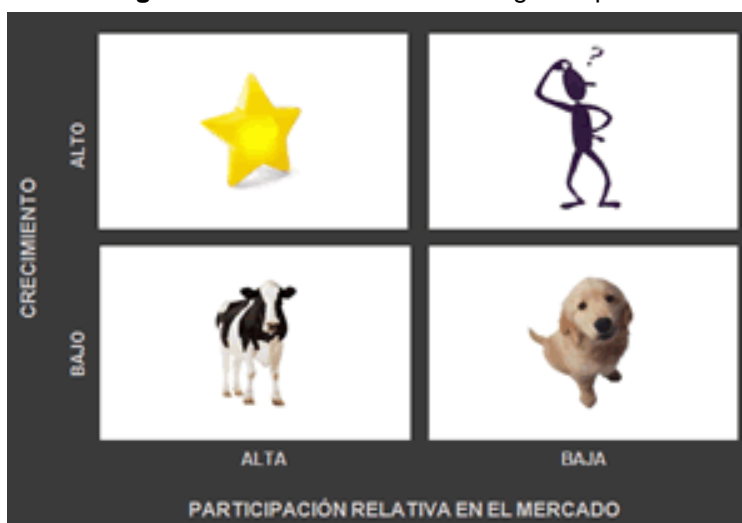 ?
ALTO
CRECIMIENTO
BAJO
ALTA
BAJA
PARTICIPACIÓN RELATIVA EN EL MERCADO